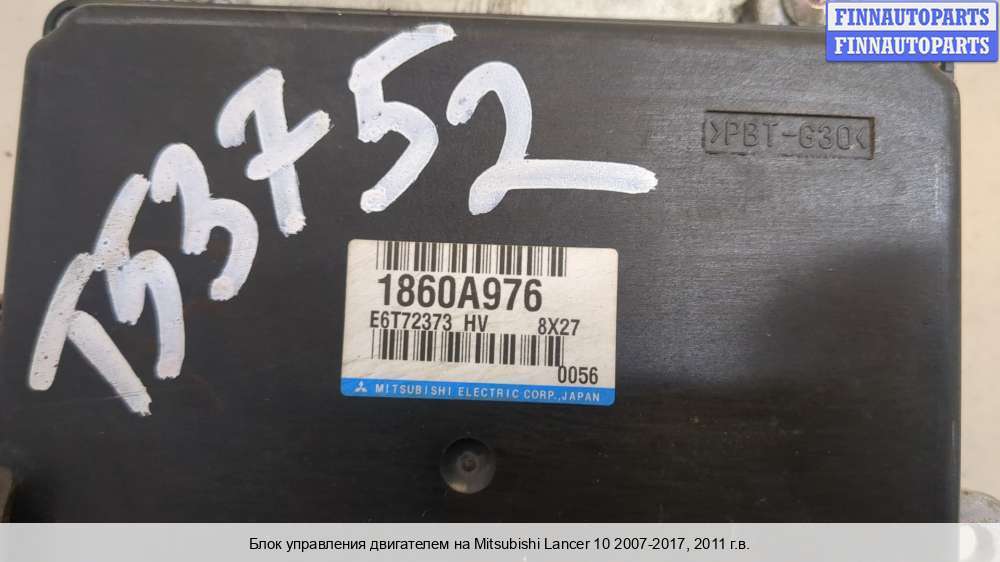 FINNAUTOPARTS
FINNAUTOPARTS
>PBT-G30<
T53752
1860A976
E6T72373 HV 8X27
0056
MITSUBISHI ELECTRIC CORP.,JAPAN
Блок управления двигателем на Mitsubishi Lancer 10 2007-2017, 2011 г.в.